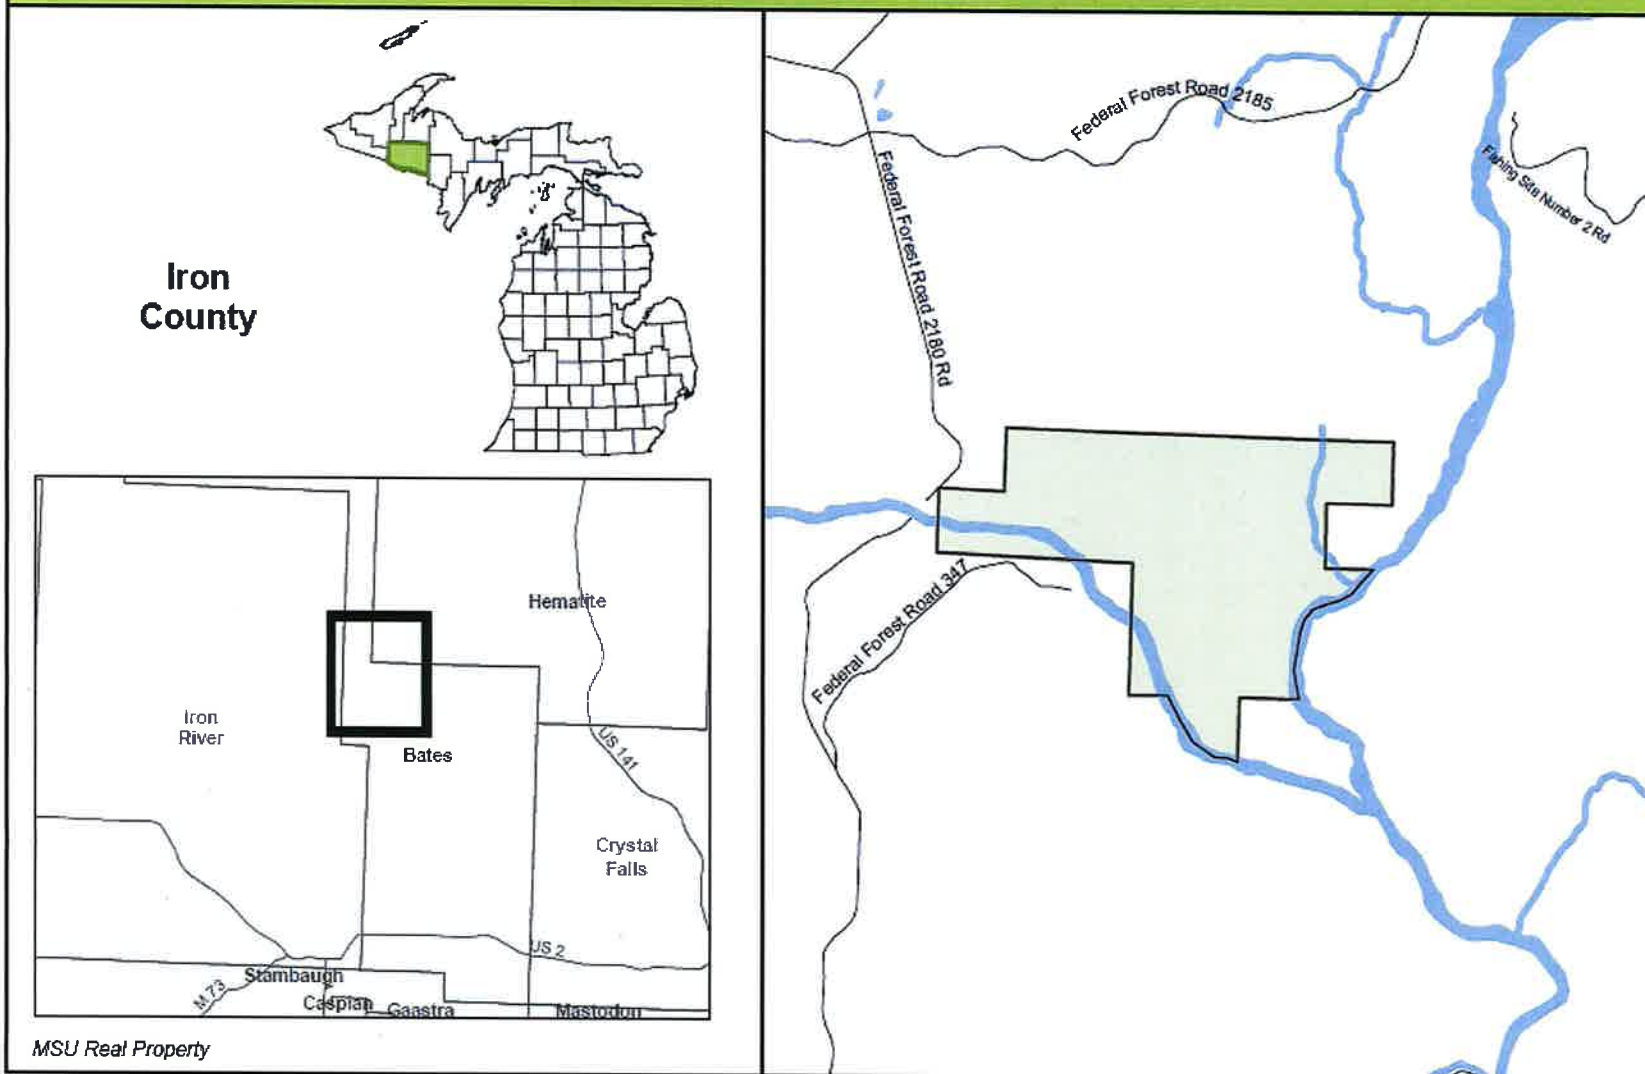 Iron
County
Hematite
Iron
River
Bates
US 141
Crystal
Falls
US 2
Stambaugh
M 73
Caspian
Gaastra
Mastodon
MSU Real Property
Federal Forest Road 2185
Federal Forest Road 2180 Rd
Fishing Site Number 2 Rd
Federal Forest Road 347